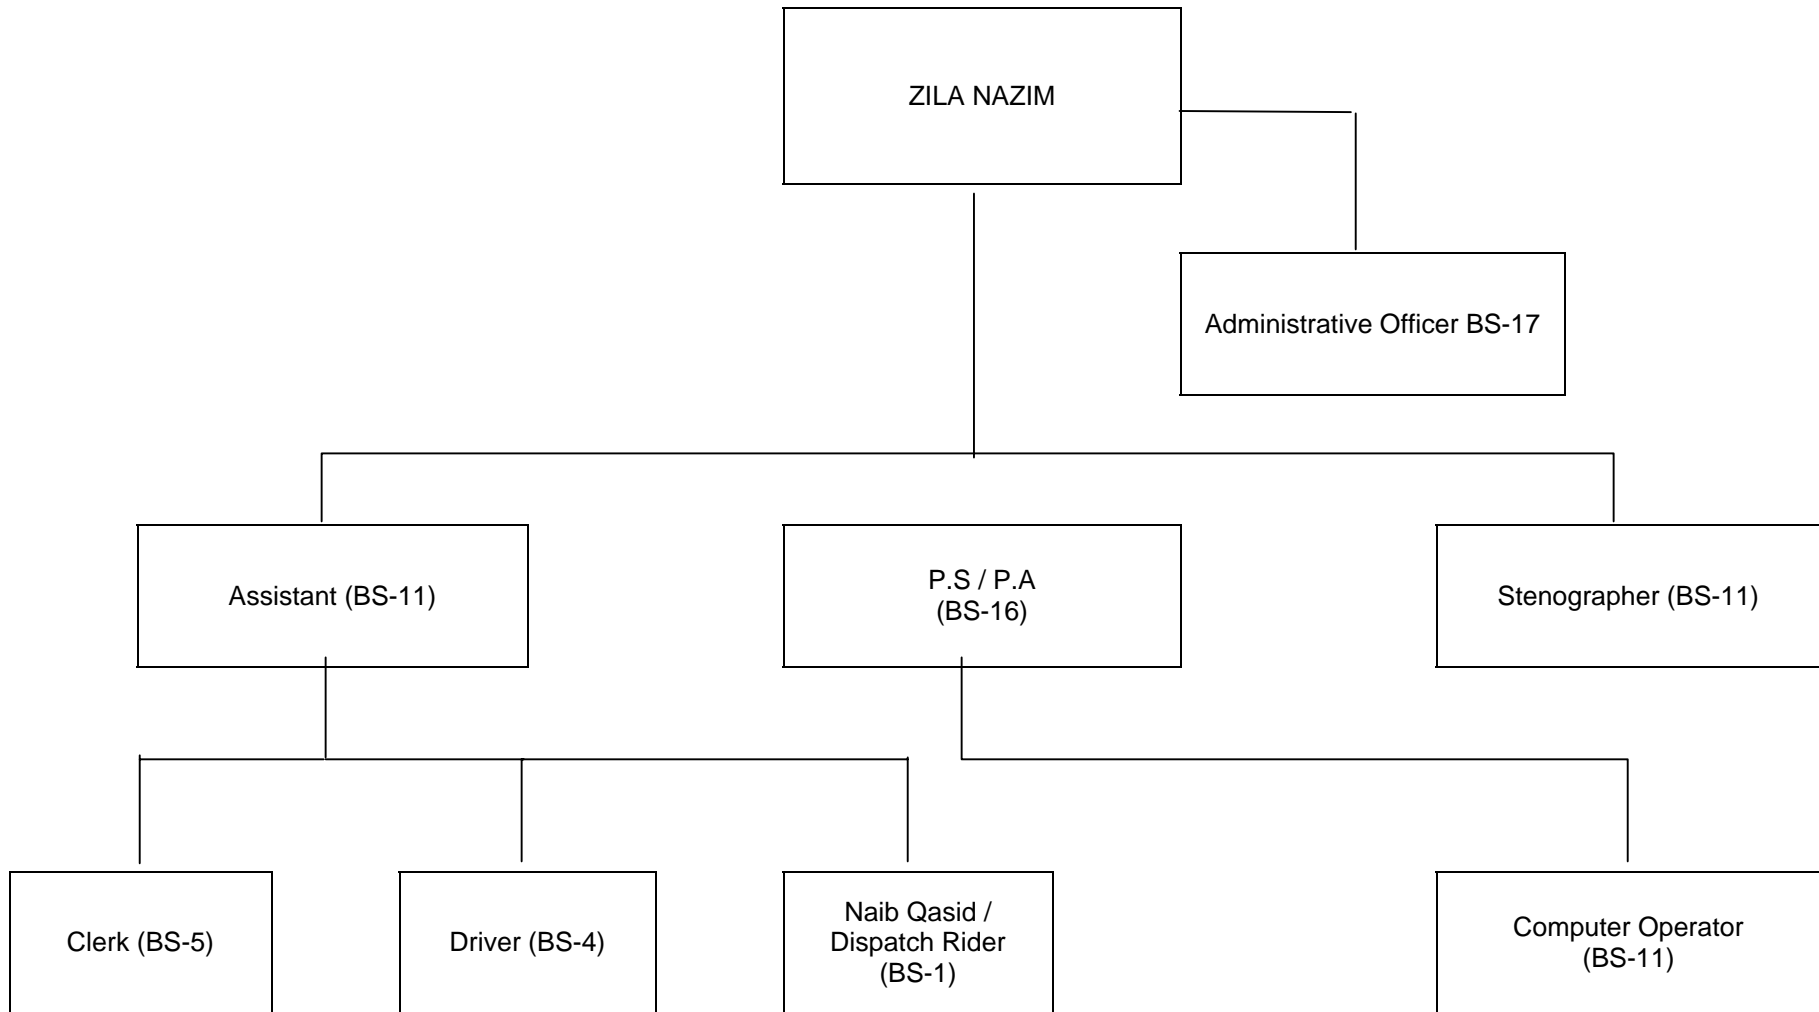 ZILA NAZIM
Administrative Officer BS-17
Assistant (BS-11)
P.S / P.A
(BS-16)
Stenographer (BS-11)
Clerk (BS-5)
Driver (BS-4)
Naib Qasid /
Dispatch Rider
(BS-1)
Computer Operator
(BS-11)